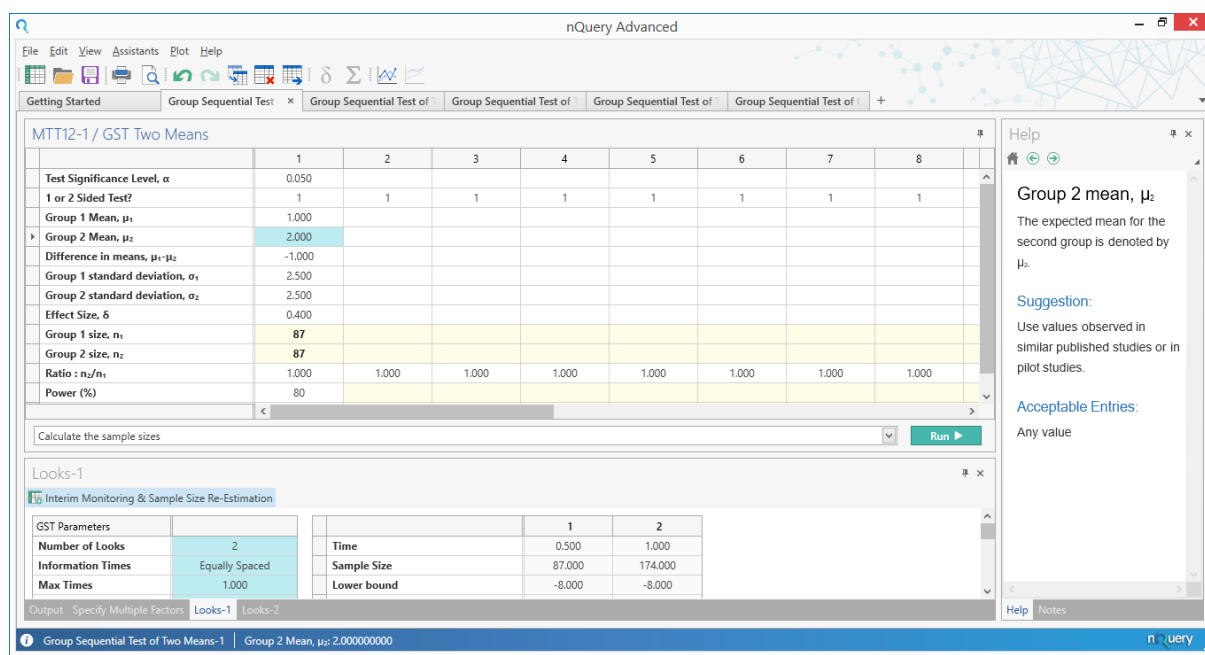 nQuery Advanced
File Edit View Assistants Plot Help
Getting Started Group Sequential Test × Group Sequential Test of Group Sequential Test of Group Sequential Test of Group Sequential Test of +
MTT12-1 / GST Two Means
1 2 3 4 5 6 7 8
Test Significance Level, α 0.050
1 or 2 Sided Test? 1 1 1 1 1 1 1 1
Group 1 Mean, μ₁ 1.000
Group 2 Mean, μ₂ 2.000
Difference in means, μ₁-μ₂ -1.000
Group 1 standard deviation, σ₁ 2.500
Group 2 standard deviation, σ₂ 2.500
Effect Size, δ 0.400
Group 1 size, n₁ 87
Group 2 size, n₂ 87
Ratio : n₂/n₁ 1.000 1.000 1.000 1.000 1.000 1.000 1.000 1.000
Power (%) 80
Calculate the sample sizes Run
Looks-1
Interim Monitoring & Sample Size Re-Estimation
GST Parameters 1 2
Number of Looks 2 Time 0.500 1.000
Information Times Equally Spaced Sample Size 87.000 174.000
Max Times 1.000 Lower bound -8.000 -8.000
Output Specify Multiple Factors Looks-1 Looks-2
Help
Group 2 mean, μ₂
The expected mean for the
second group is denoted by
μ₂.
Suggestion:
Use values observed in
similar published studies or in
pilot studies.
Acceptable Entries:
Any value
Help Notes
Group Sequential Test of Two Means-1 Group 2 Mean, μ₂: 2.000000000
nQuery